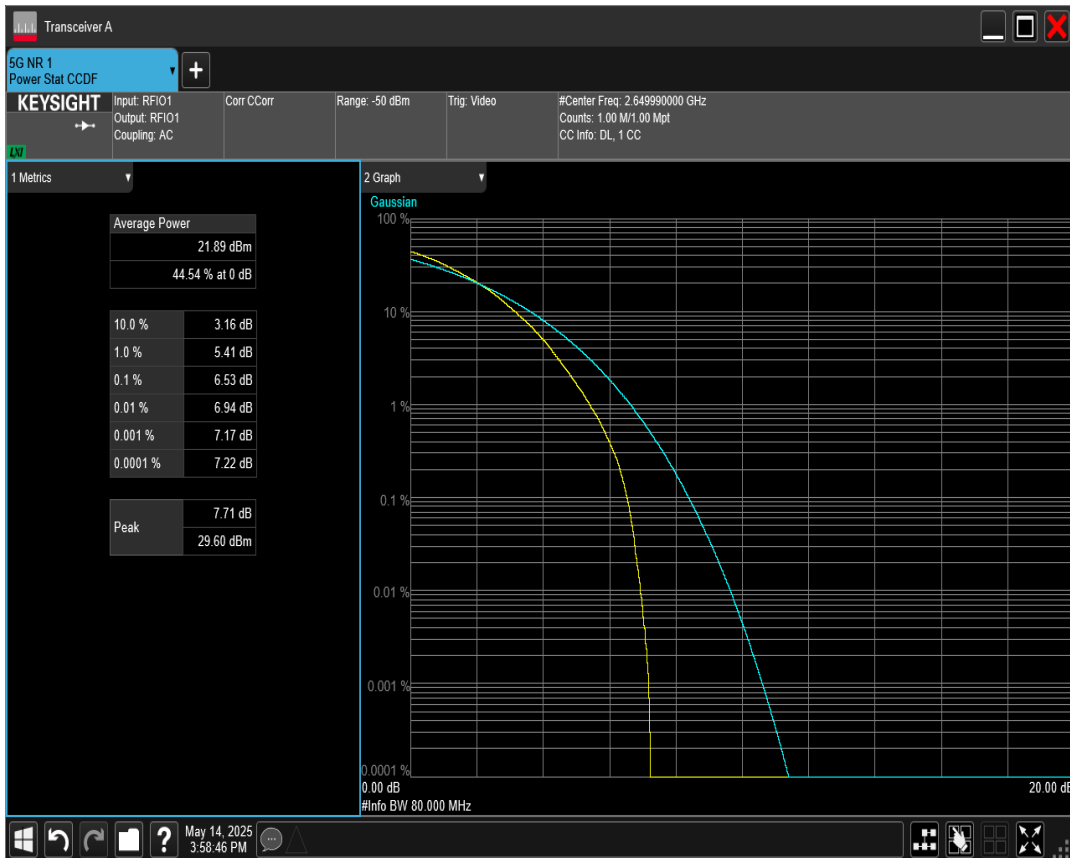 Transceiver A
5G NR 1
Power Stat CCDF
KEYSIGHT
LXI
Input: RFIO1
Output: RFIO1
Coupling: AC
Corr CCorr
Range: -50 dBm
Trig: Video
#Center Freq: 2.649990000 GHz
Counts: 1.00 M/1.00 Mpt
CC Info: DL, 1 CC
1 Metrics
Average Power
21.89 dBm
44.54 % at 0 dB
10.0 % 3.16 dB
1.0 % 5.41 dB
0.1 % 6.53 dB
0.01 % 6.94 dB
0.001 % 7.17 dB
0.0001 % 7.22 dB
Peak
7.71 dB
29.60 dBm
2 Graph
Gaussian
100 %
10 %
1 %
0.1 %
0.01 %
0.001 %
0.0001 %
0.00 dB 20.00 dB
#Info BW 80.000 MHz
? May 14, 2025
3:58:46 PM